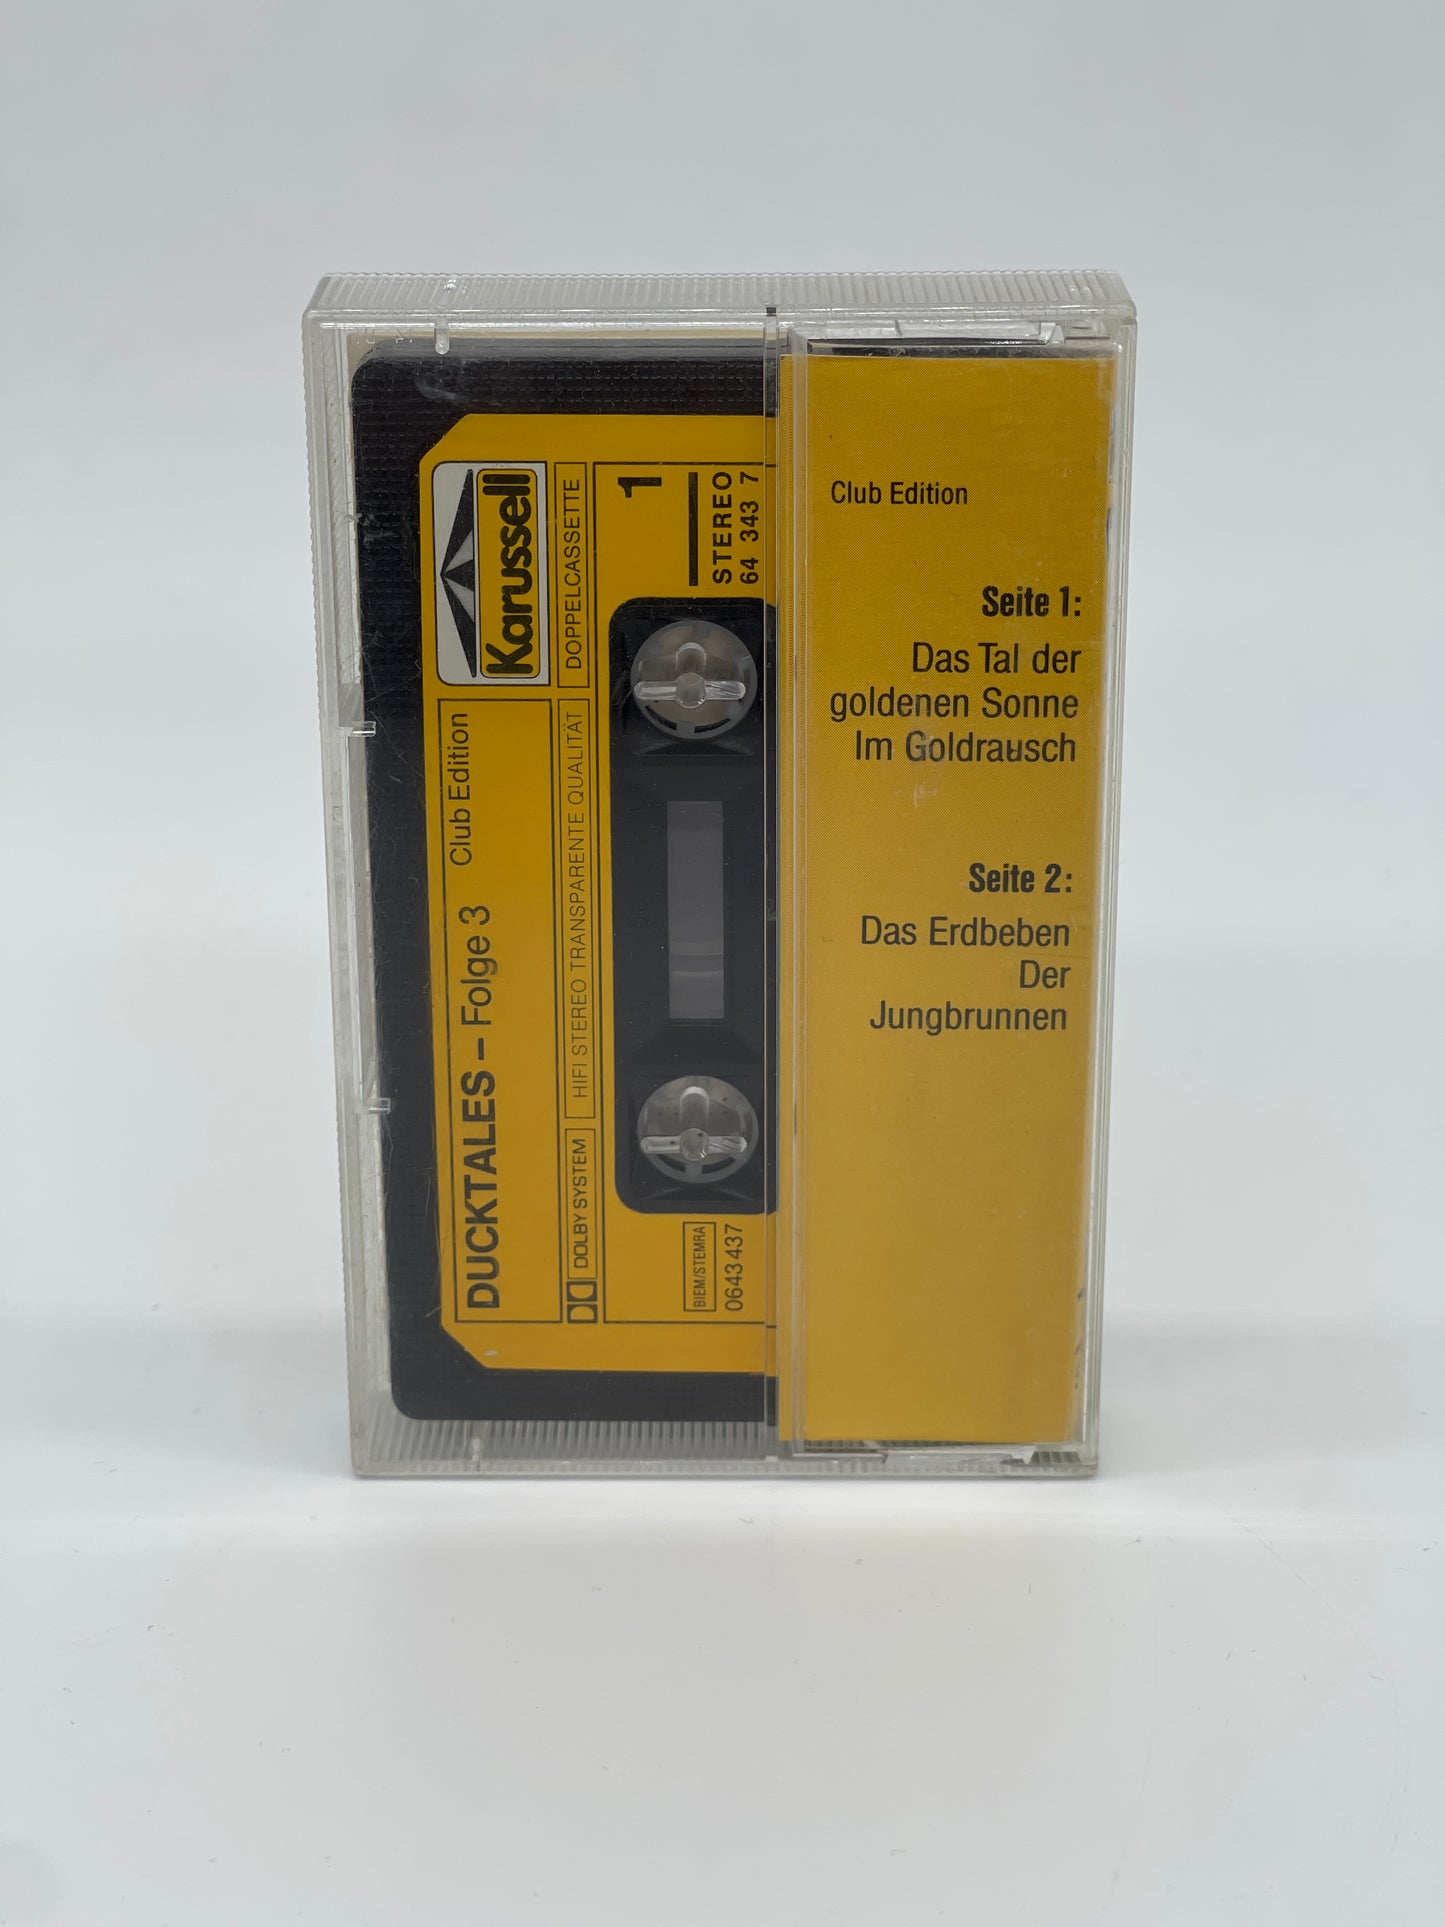 Karussell
DOPPELCASSETTE
1
STEREO
64 343 7
DUCKTALES – Folge 3
Club Edition
DOLBY SYSTEM
HIFI STEREO TRANSPARENTE QUALITÄT
BIEM/STEMRA
0643 437
Club Edition
Seite 1:
Das Tal der
goldenen Sonne
Im Goldrausch
Seite 2:
Das Erdbeben
Der
Jungbrunnen